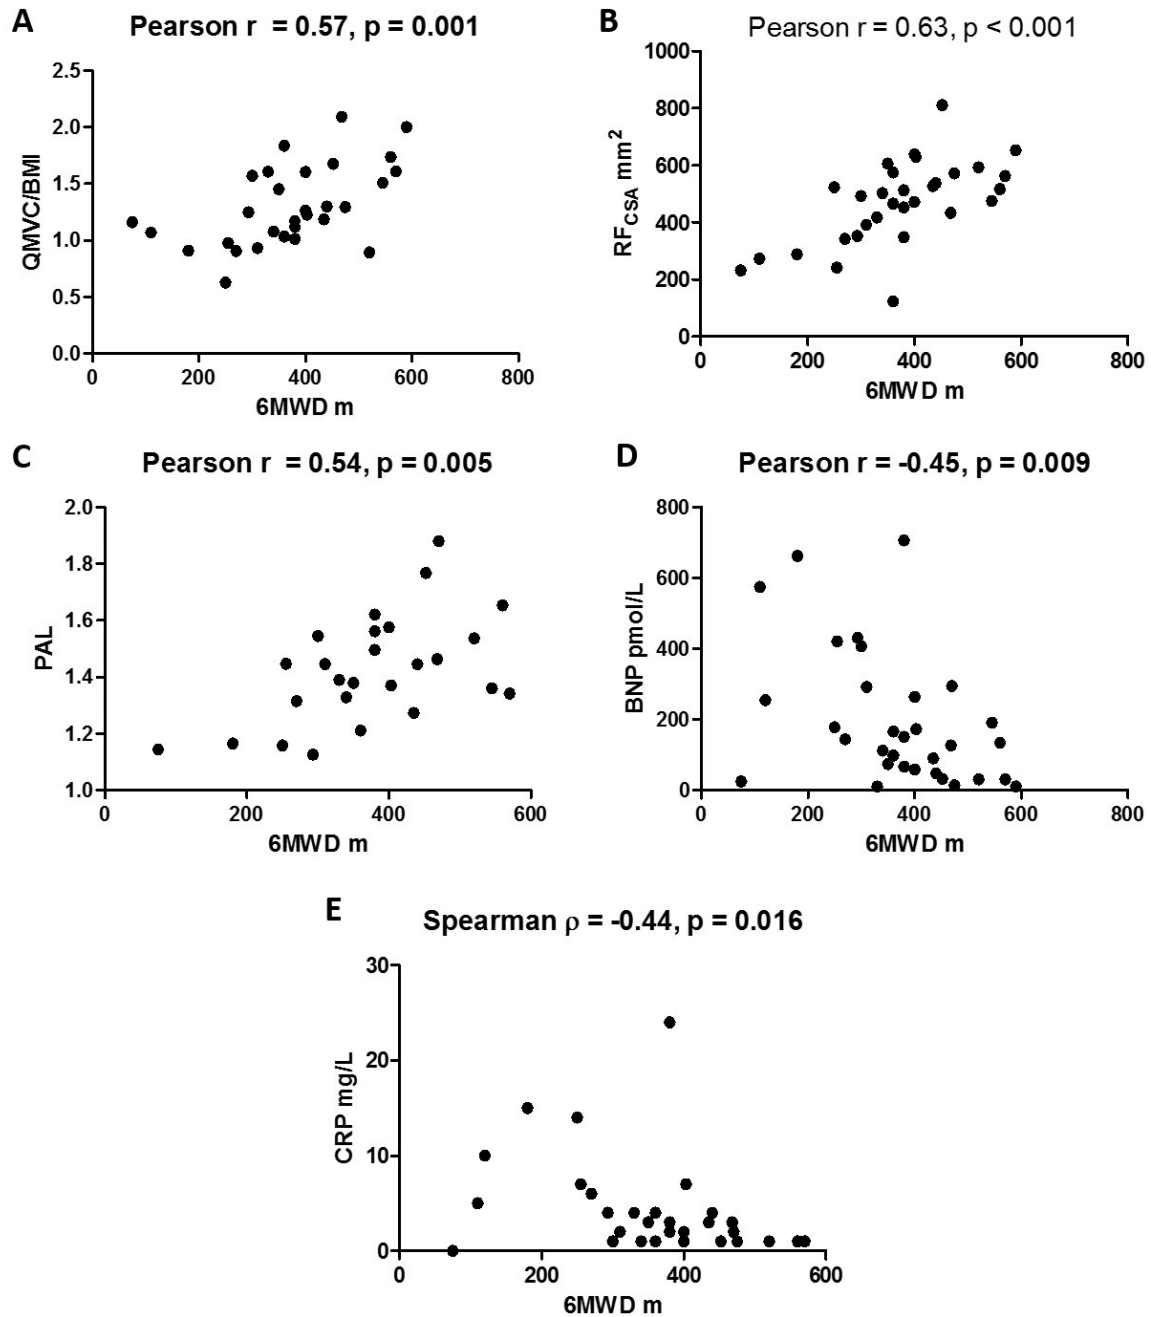 A
Pearson r = 0.57, p = 0.001
2.5
2.0
1.5
1.0
0.5
0.0
QMVC/BMI
0 200 400 600 800
6MWD m
B
Pearson r = 0.63, p < 0.001
1000
800
600
400
200
0
RFCSA mm2
0 200 400 600 800
6MWD m
C
Pearson r = 0.54, p = 0.005
2.0
1.8
1.6
1.4
1.2
1.0
PAL
0 200 400 600
6MWD m
D
Pearson r = -0.45, p = 0.009
800
600
400
200
0
BNP pmol/L
0 200 400 600 800
6MWD m
E
Spearman ρ = -0.44, p = 0.016
30
20
10
0
CRP mg/L
0 200 400 600
6MWD m